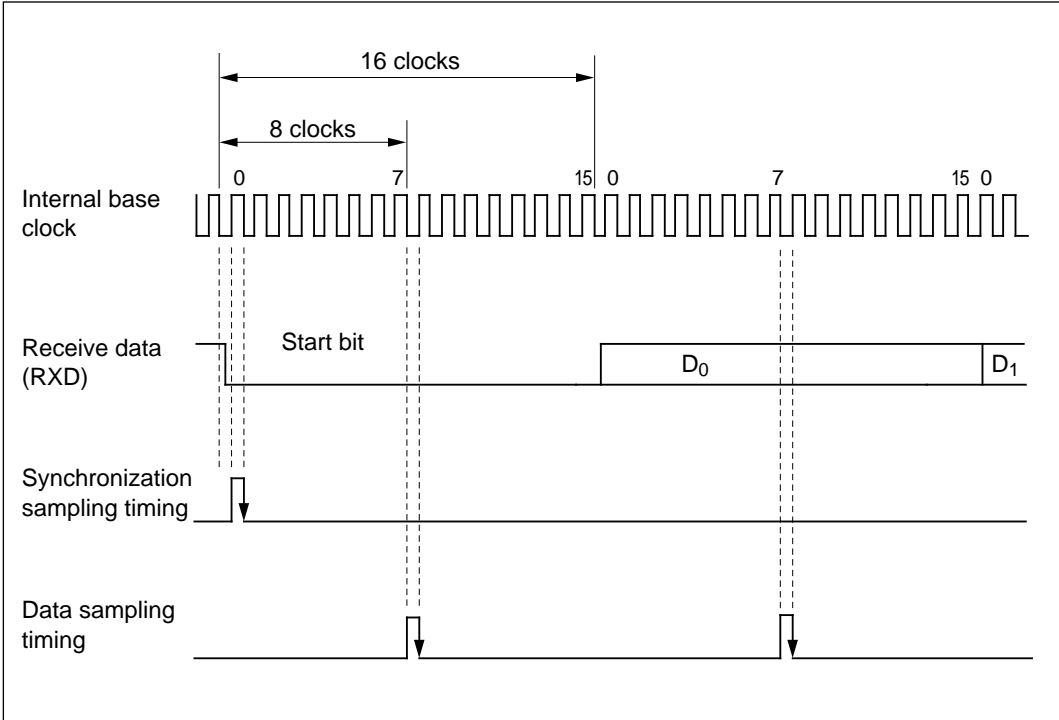 16 clocks
8 clocks
0 7 15 0 7 15 0
Internal base
clock
Receive data
(RXD)
Start bit
D₀
D₁
Synchronization
sampling timing
Data sampling
timing